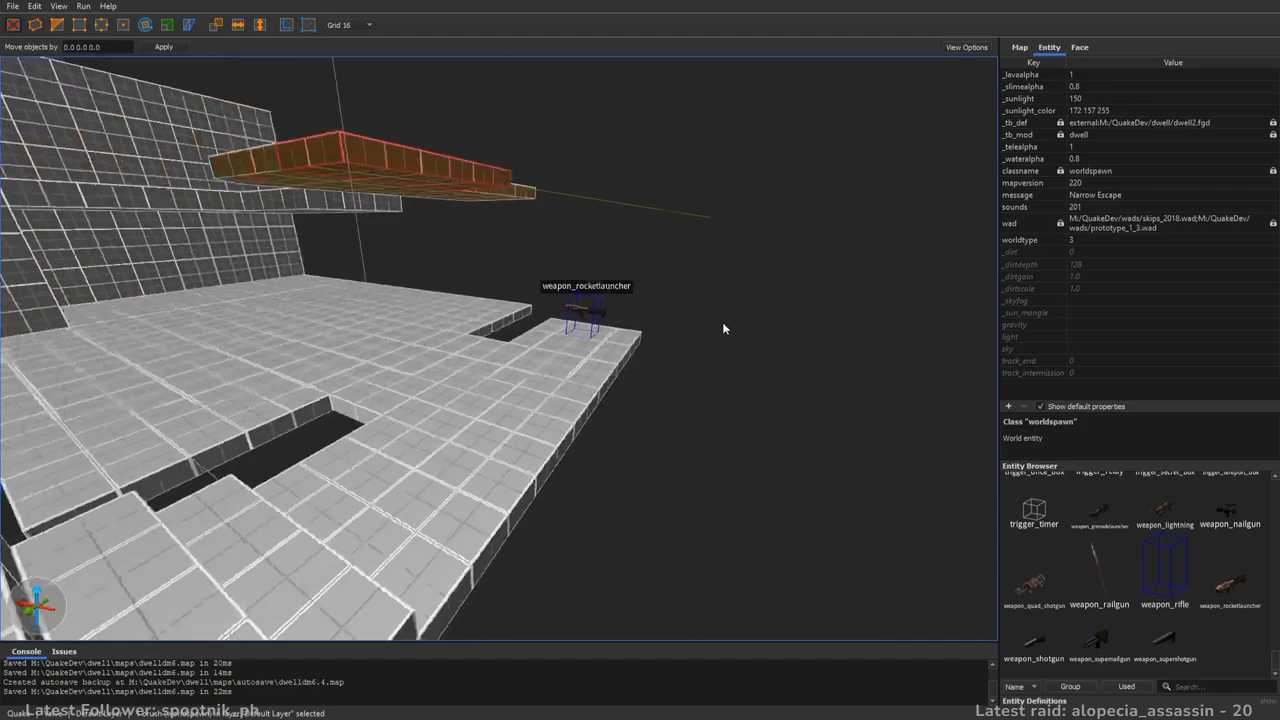 File Edit View Run Help
Grid 16
Move objects by 0.0 0.0 0.0 Apply View Options
Map Entity Face
Key Value
_lavaalpha 1
_slimealpha 0.8
_sunlight 150
_sunlight_color 172 157 255
_tb_def external:M:/QuakeDev/dwell/dwell2.fgd
_tb_mod dwell
_telealpha 1
_wateralpha 0.8
classname worldspawn
mapversion 220
message Narrow Escape
sounds 201
wad M:/QuakeDev/wads/skips_2018.wad;M:/QuakeDev/
wads/prototype_1_3.wad
worldtype 3
_dirt 0
_dirtdepth 128
_dirtgain 1.0
_dirtscale 1.0
_skyfog
_sun_mangle
gravity
light
sky
track_end 0
track_intermission 0
weapon_rocketlauncher
+ - Show default properties
Class "worldspawn"
World entity
Entity Browser
trigger_once_box trigger_relay trigger_secret_box trigger_teleport_box
trigger_timer weapon_grenadelauncher weapon_lightning weapon_nailgun
weapon_quad_shotgun weapon_railgun weapon_rifle weapon_rocketlauncher
weapon_shotgun weapon_supernailgun weapon_supershotgun
Name Group Used Search...
Entity Definitions show
Console Issues
Saved M:\QuakeDev\dwell\maps\dwelldm6.map in 20ms
Saved M:\QuakeDev\dwell\maps\dwelldm6.map in 14ms
Created autosave backup at M:\QuakeDev\dwell\maps\autosave\dwelldm6.4.map
Saved M:\QuakeDev\dwell\maps\dwelldm6.map in 22ms
Latest Follower: spootnik_ph
Latest raid: alopecia_assassin - 20